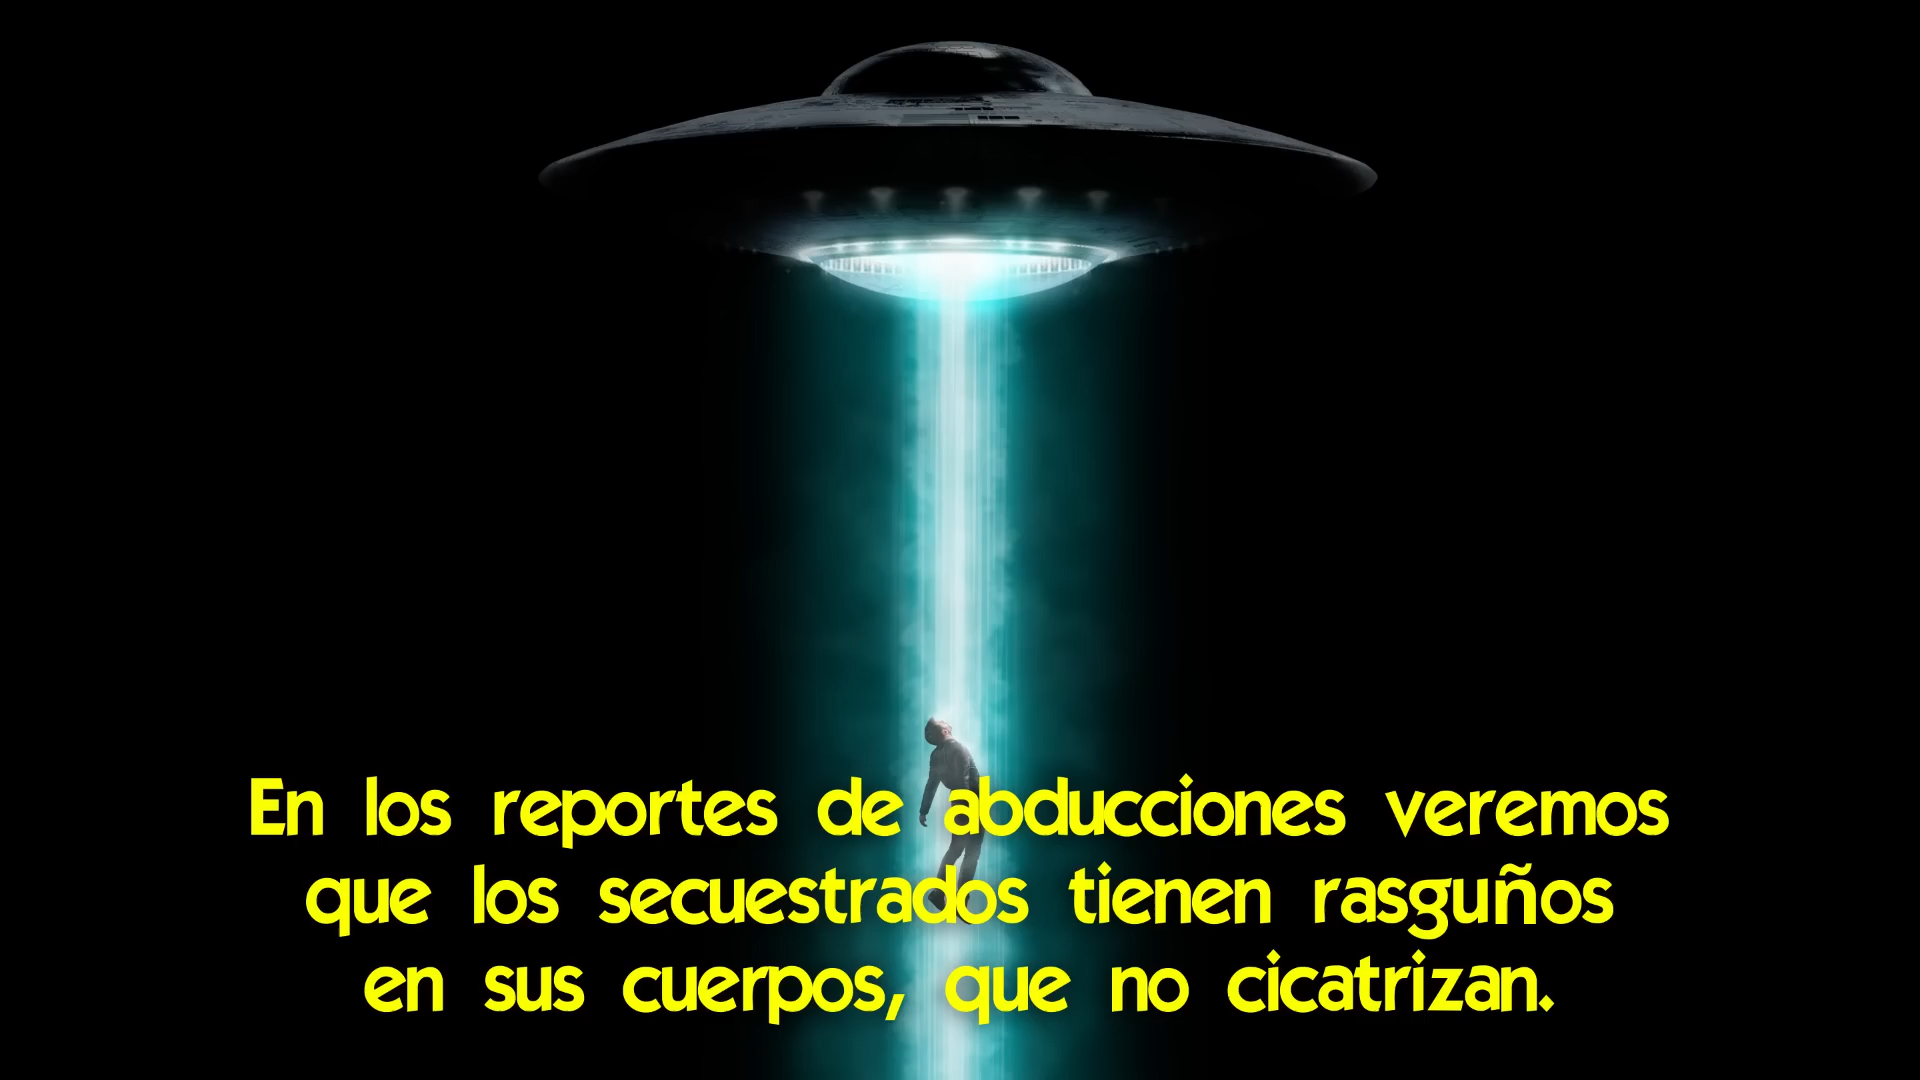 En los reportes de abducciones veremos
que los secuestrados tienen rasguños
en sus cuerpos, que no cicatrizan.